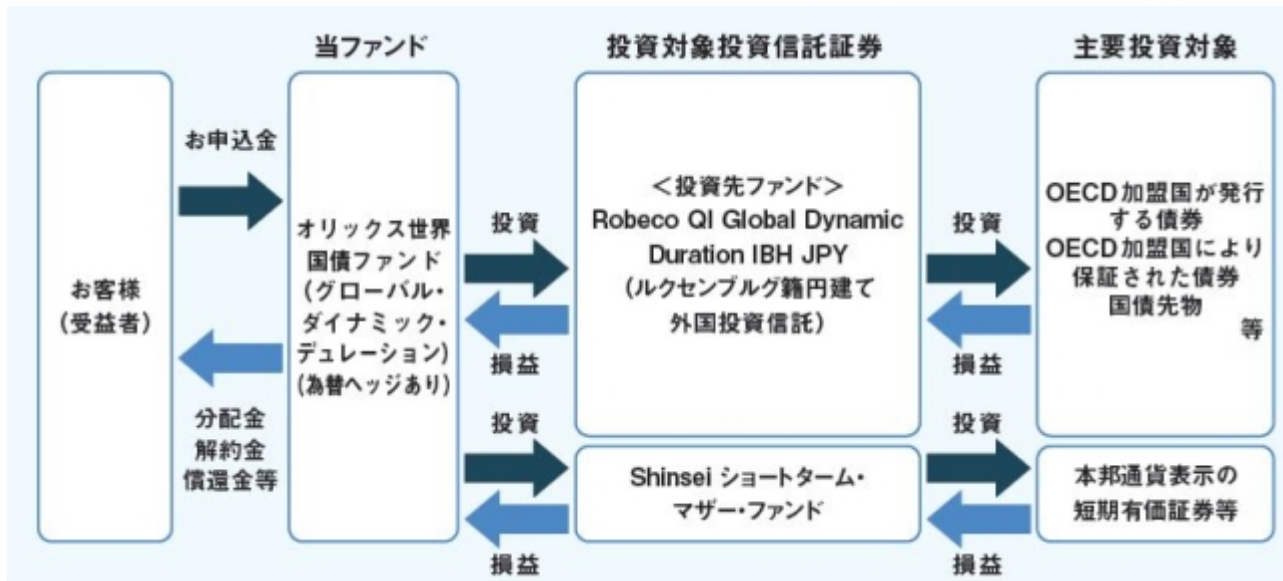 当ファンド
投資対象投資信託証券
主要投資対象
お客様
(受益者)
お申込金
分配金
解約金
償還金等
オリックス世界
国債ファンド
(グローバル・
ダイナミック・
デュレーション)
(為替ヘッジあり)
投資
損益
投資
損益
＜投資先ファンド＞
Robeco QI Global Dynamic
Duration IBH JPY
(ルクセンブルグ籍円建て
外国投資信託)
Shinsei ショートターム・
マザー・ファンド
投資
損益
投資
損益
OECD加盟国が発行
する債券
OECD加盟国により
保証された債券
国債先物
等
本邦通貨表示の
短期有価証券等